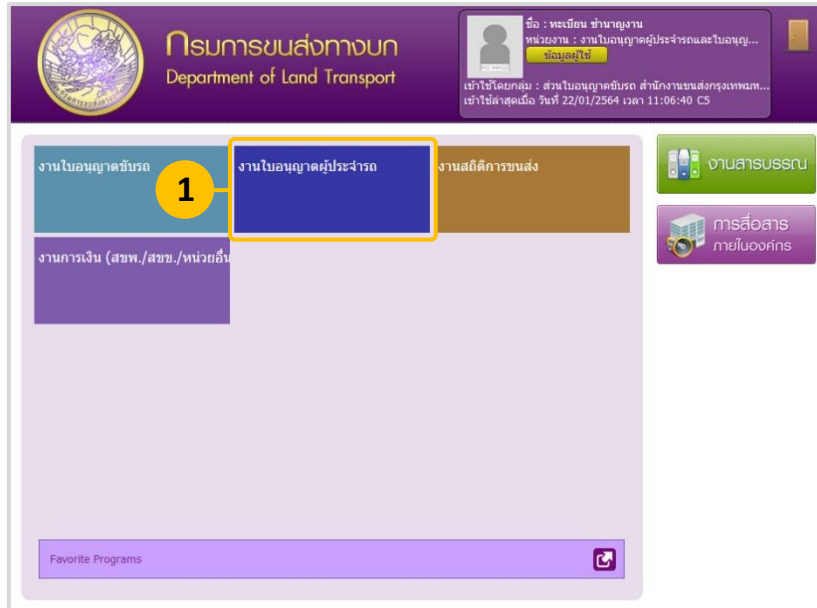 กรมการขนส่งทางบก
Department of Land Transport
ชื่อ : ทะเบียน ชำนาญงาน
หน่วยงาน : งานใบอนุญาตผู้ประจำรถและใบอนุญ...
ข้อมูลผู้ใช้
เข้าใช้โดยกลุ่ม : ส่วนใบอนุญาตขับรถ สำนักงานขนส่งกรุงเทพมห...
เข้าใช้ล่าสุดเมื่อ วันที่ 22/01/2564 เวลา 11:06:40 C5
งานใบอนุญาตขับรถ
1
งานใบอนุญาตผู้ประจำรถ
งานสถิติการขนส่ง
งานสารบรรณ
การสื่อสาร
ภายในองค์กร
งานการเงิน (สขพ./สขข./หน่วยอื่น
Favorite Programs